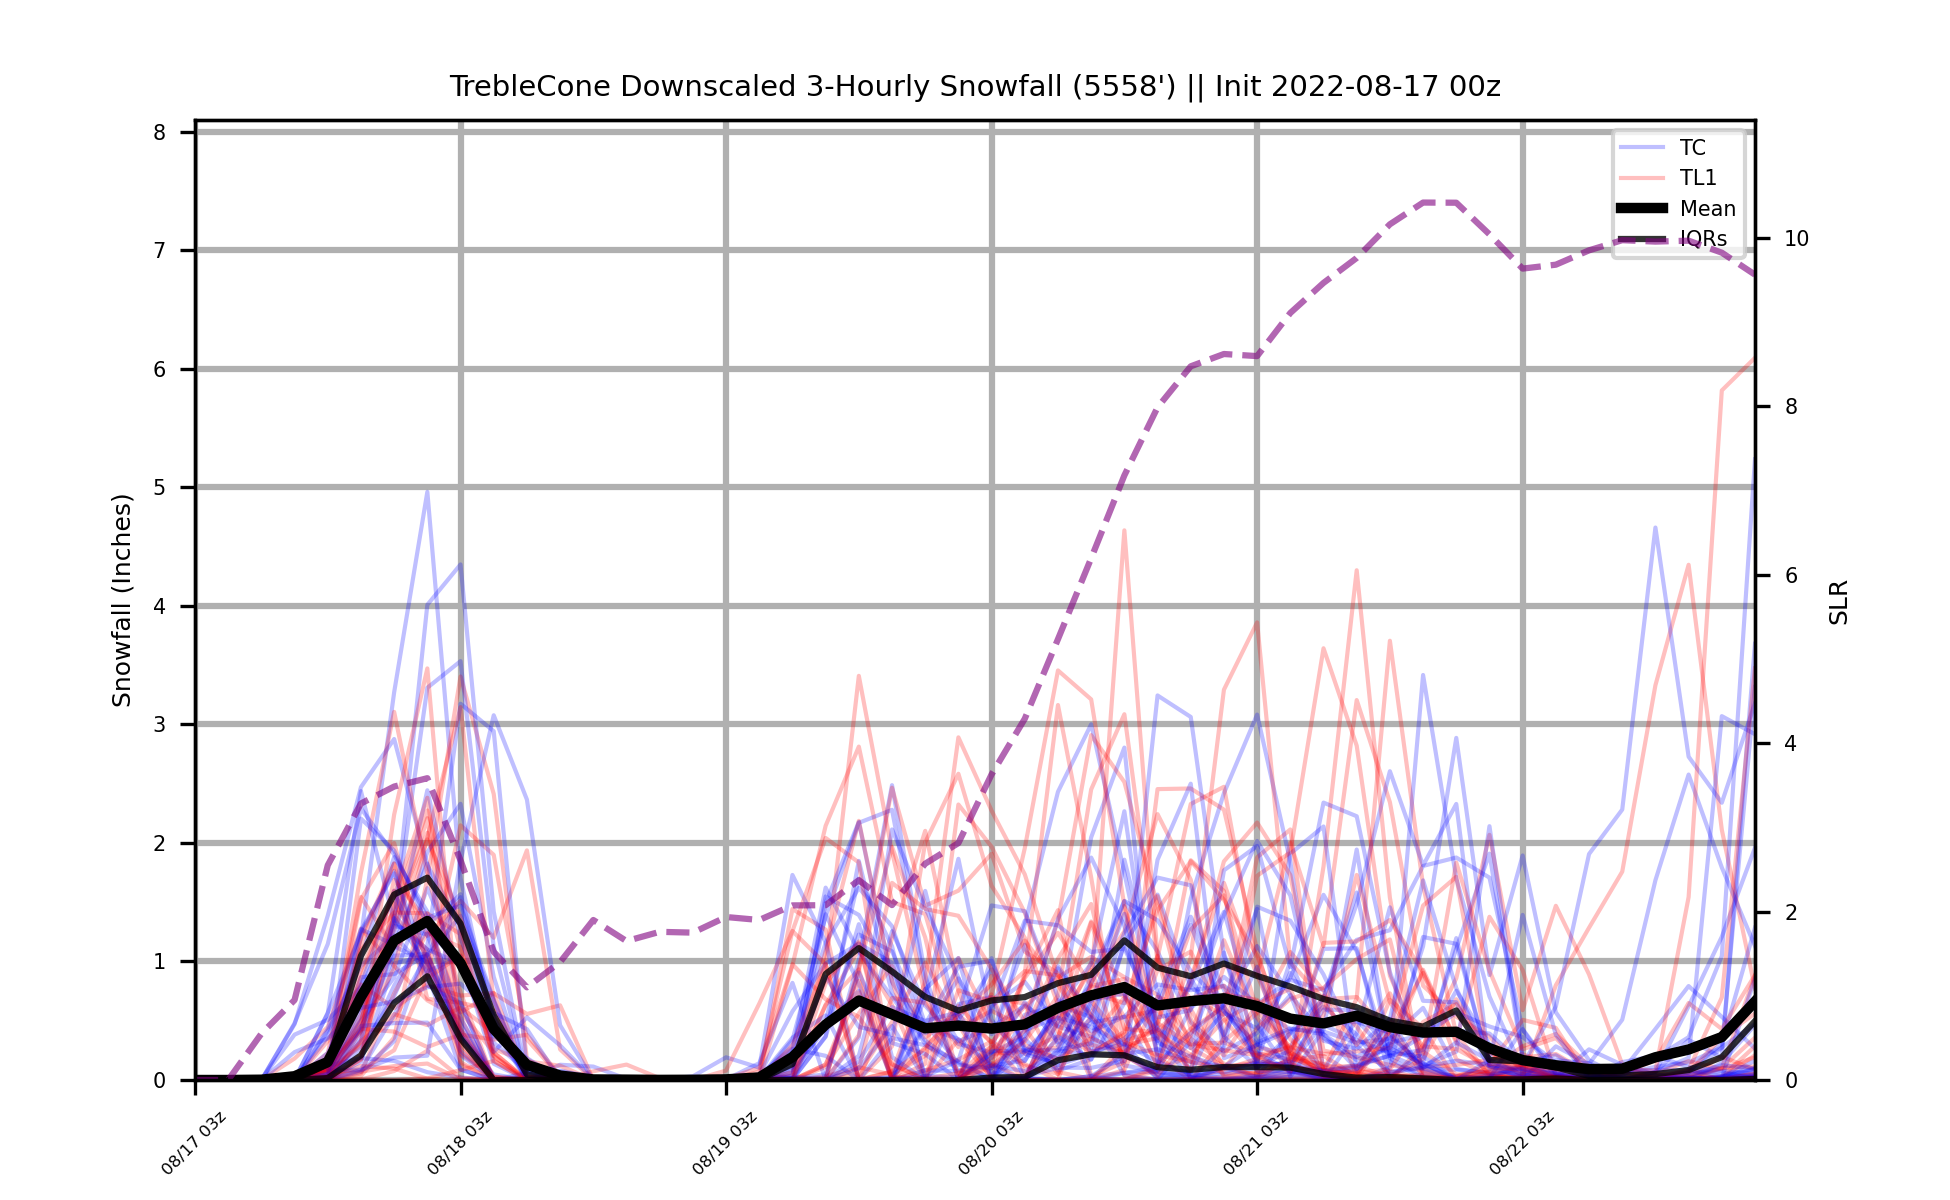 TrebleCone Downscaled 3-Hourly Snowfall (5558') || Init 2022-08-17 00z
TC
TL1
Mean
IQRs
Snowfall (Inches)
8
7
6
5
4
3
2
1
0
SLR
10
8
6
4
2
0
08/17 03z
08/18 03z
08/19 03z
08/20 03z
08/21 03z
08/22 03z